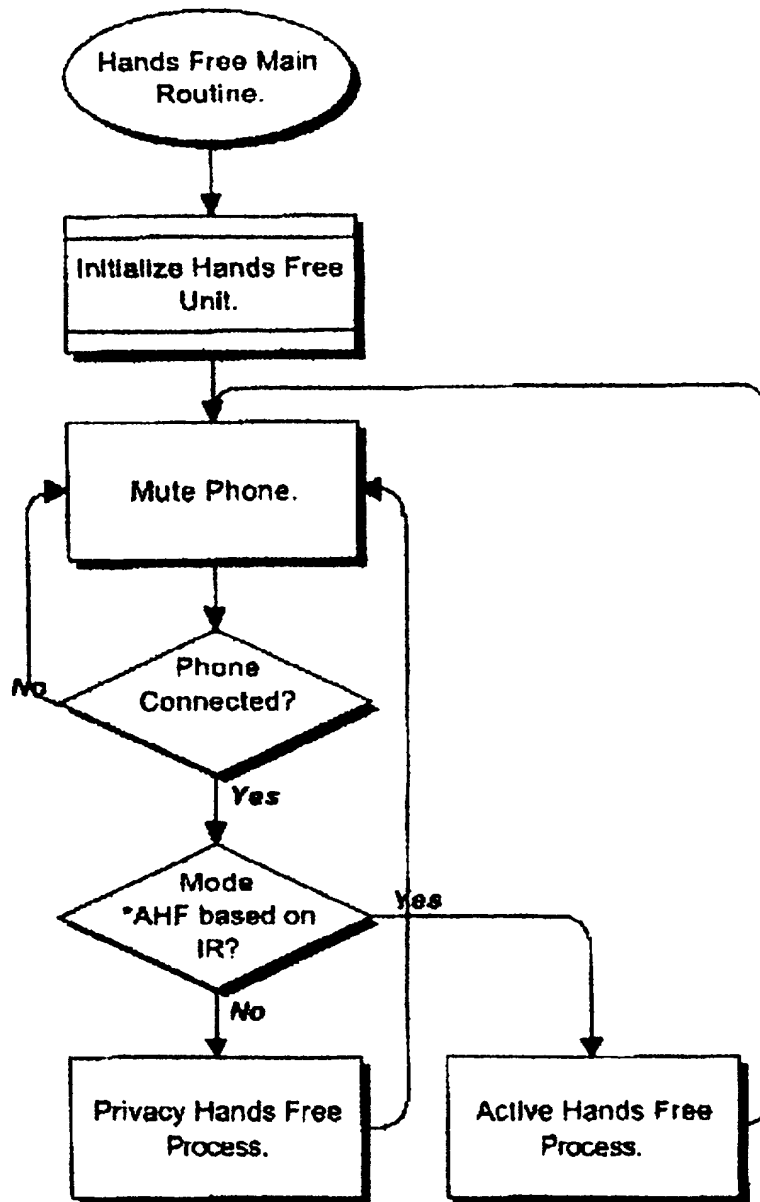 Hands Free Main
Routine.
Initialize Hands Free
Unit.
Mute Phone.
Phone
Connected?
No
Yes
Mode
*AHF based on
IR?
Yes
No
Privacy Hands Free
Process.
Active Hands Free
Process.